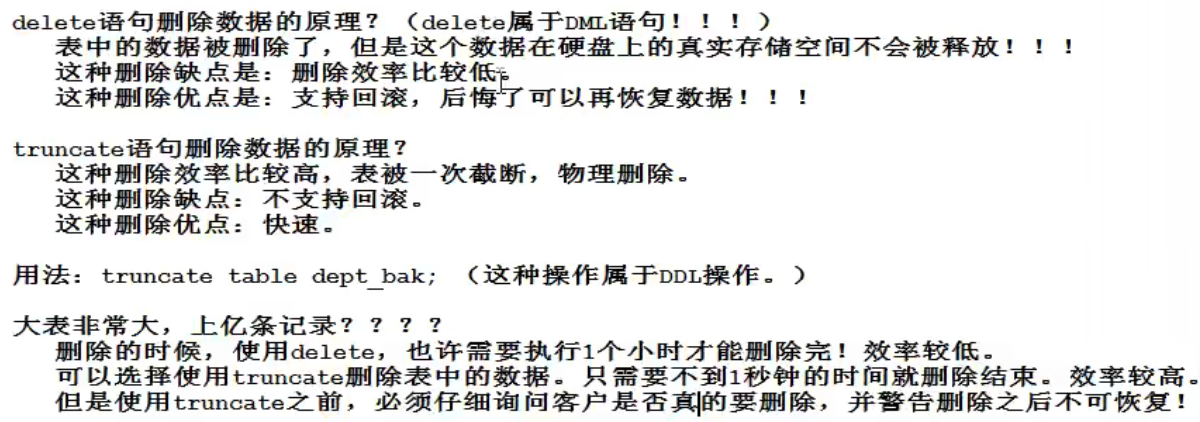 delete语句删除数据的原理？（delete属于DML语句！！！）
表中的数据被删除了，但是这个数据在硬盘上的真实存储空间不会被释放！！！
这种删除缺点是：删除效率比较低。
这种删除优点是：支持回滚，后悔了可以再恢复数据！！！
truncate语句删除数据的原理？
这种删除效率比较高，表被一次截断，物理删除。
这种删除缺点：不支持回滚。
这种删除优点：快速。
用法：truncate table dept_bak; （这种操作属于DDL操作。）
大表非常大，上亿条记录？？？？
删除的时候，使用delete，也许需要执行1个小时才能删除完！效率较低。
可以选择使用truncate删除表中的数据。只需要不到1秒钟的时间就删除结束。效率较高。
但是使用truncate之前，必须仔细询问客户是否真的要删除，并警告删除之后不可恢复！